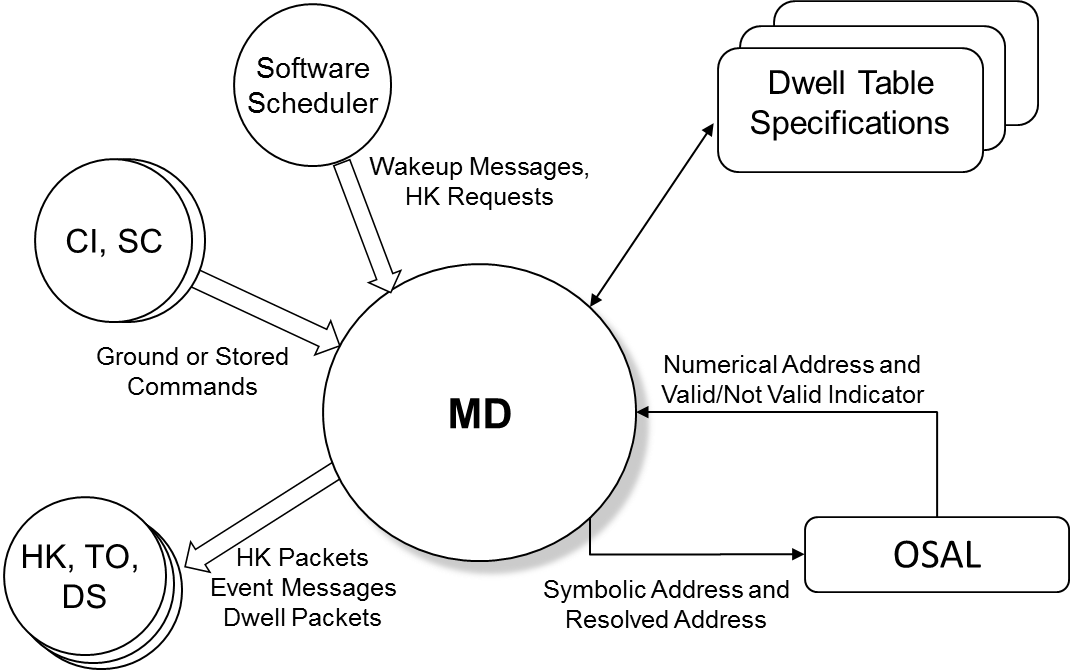 Software
Scheduler
Dwell Table
Specifications
Wakeup Messages,
HK Requests
CI, SC
Ground or Stored
Commands
Numerical Address and
Valid/Not Valid Indicator
MD
HK, TO,
DS
HK Packets
Event Messages
Dwell Packets
OSAL
Symbolic Address and
Resolved Address